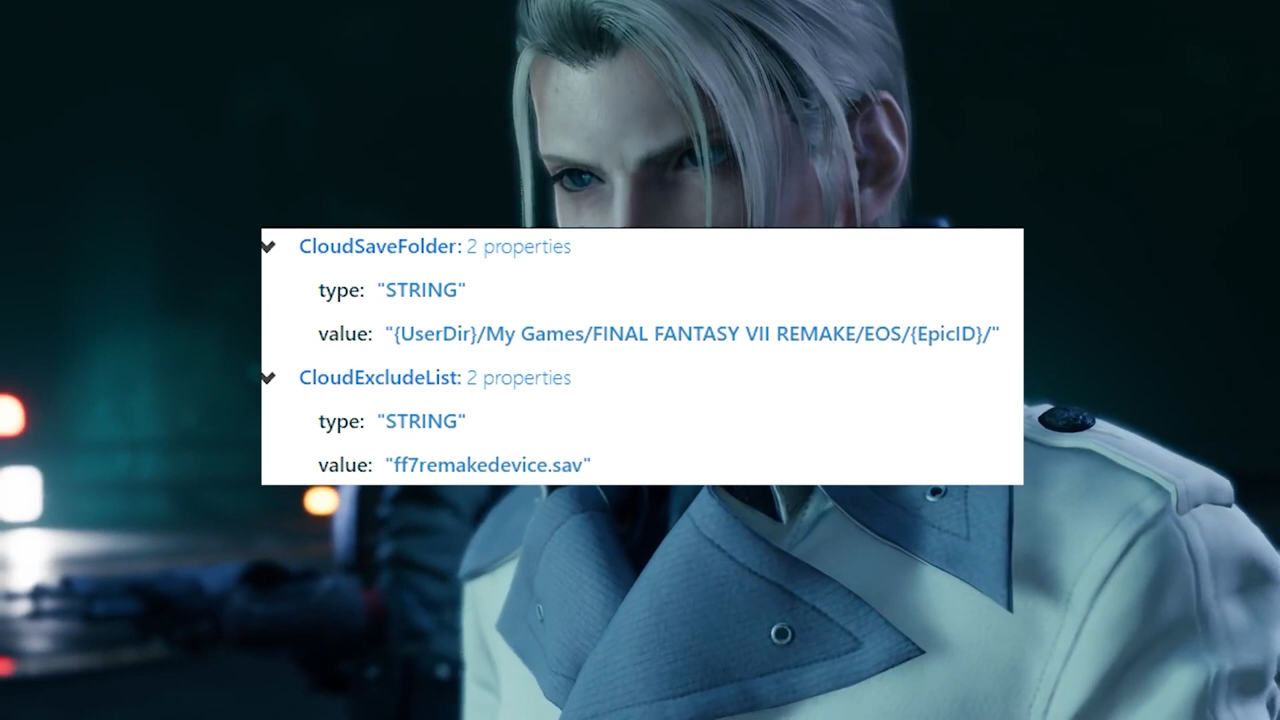 CloudSaveFolder: 2 properties
type: "STRING"
value: "{UserDir}/My Games/FINAL FANTASY VII REMAKE/EOS/{EpicID}/"
CloudExcludeList: 2 properties
type: "STRING"
value: "ff7remakedevice.sav"